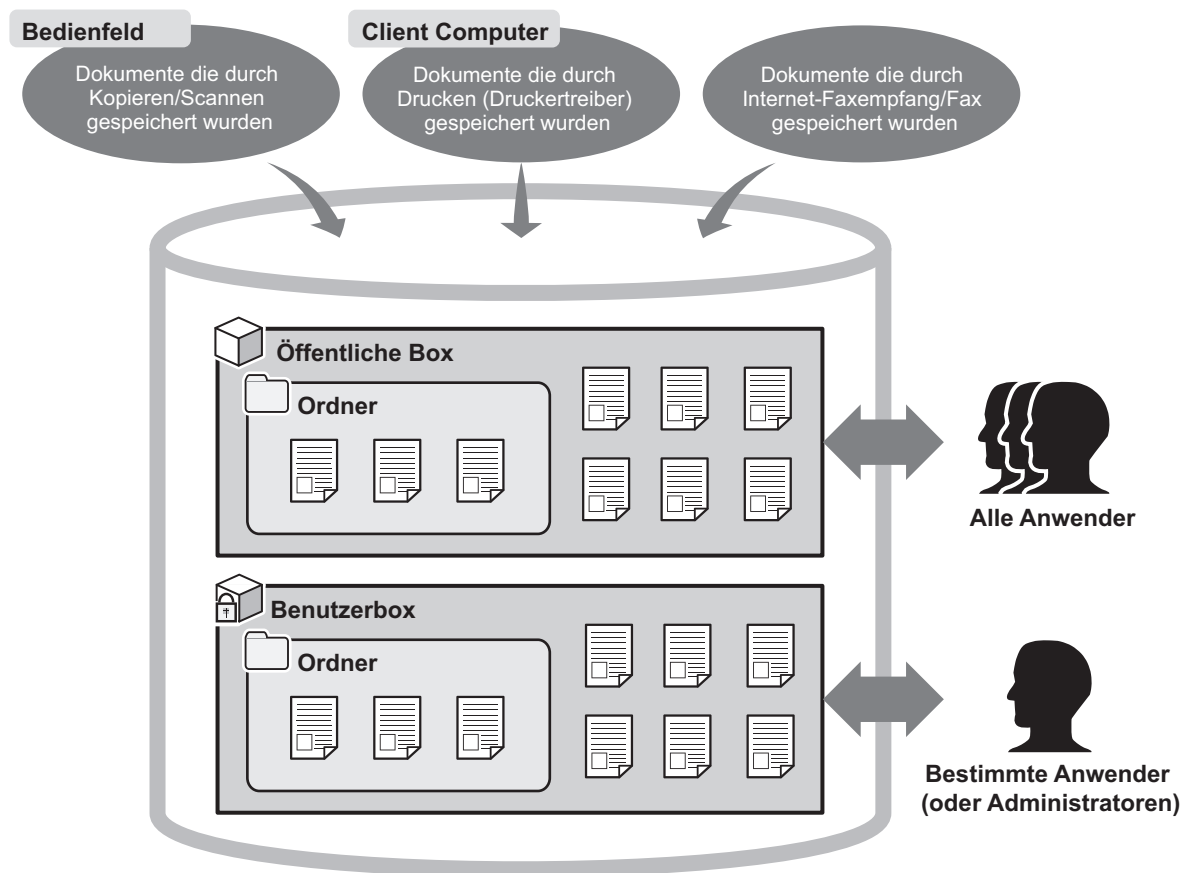 Bedienfeld
Dokumente die durch
Kopieren/Scannen
gespeichert wurden
Client Computer
Dokumente die durch
Drucken (Druckertreiber)
gespeichert wurden
Dokumente die durch
Internet-Faxempfang/Fax
gespeichert wurden
Öffentliche Box
Ordner
Alle Anwender
Benutzerbox
Ordner
Bestimmte Anwender
(oder Administratoren)